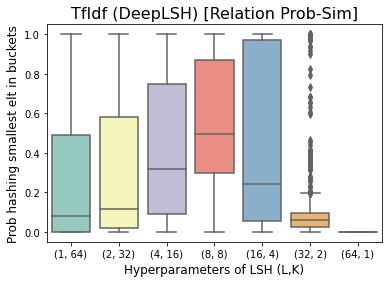 TfIdf (DeepLSH) [Relation Prob-Sim]
Prob hashing smallest elt in buckets
1.0
0.8
0.6
0.4
0.2
0.0
(1, 64) (2, 32) (4, 16) (8, 8) (16, 4) (32, 2) (64, 1)
Hyperparameters of LSH (L,K)